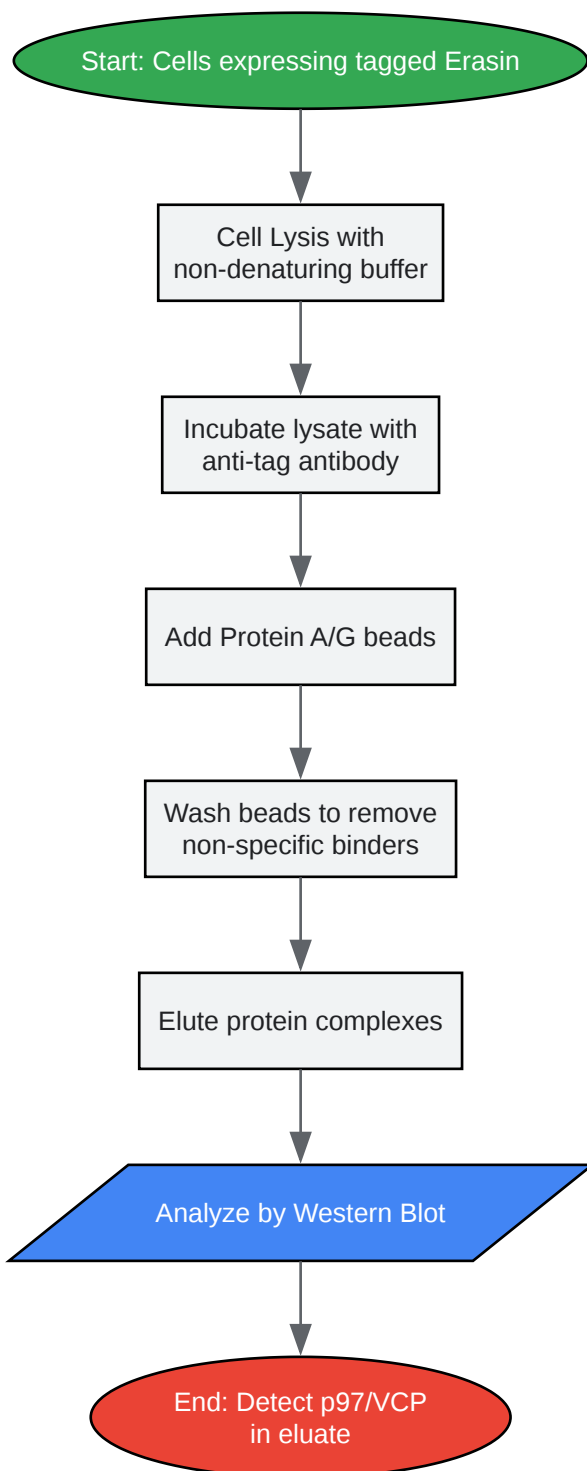 Start: Cells expressing tagged Erasin
Cell Lysis with
non-denaturing buffer
Incubate lysate with
anti-tag antibody
Add Protein A/G beads
Wash beads to remove
non-specific binders
Elute protein complexes
Analyze by Western Blot
End: Detect p97/VCP
in eluate